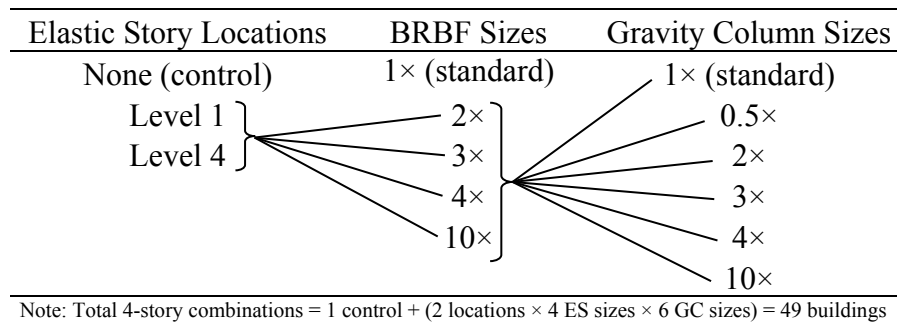 Elastic Story Locations BRBF Sizes Gravity Column Sizes
None (control) 1× (standard) 1× (standard)
Level 1 2× 0.5×
Level 4 3× 2×
4× 3×
10× 4×
10×
Note: Total 4-story combinations = 1 control + (2 locations × 4 ES sizes × 6 GC sizes) = 49 buildings